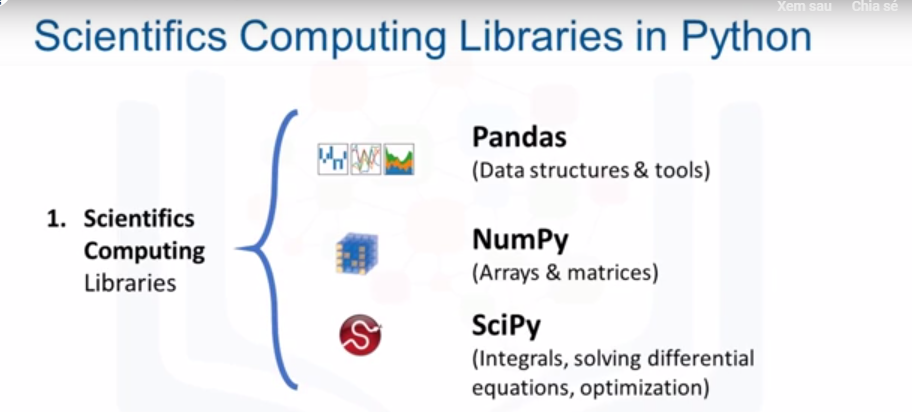 Xem sau Chia sẻ
Scientifics Computing Libraries in Python
Pandas
(Data structures & tools)
1. Scientifics
Computing
Libraries
NumPy
(Arrays & matrices)
SciPy
(Integrals, solving differential
equations, optimization)